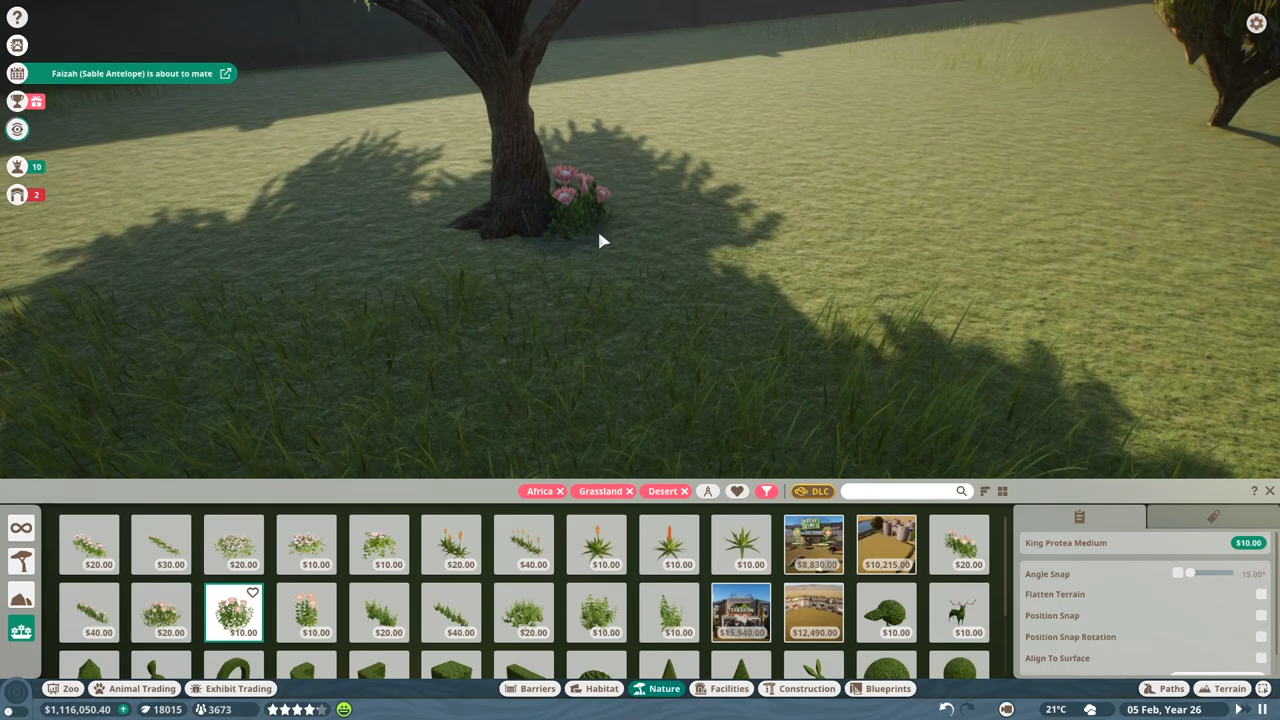 ?
Faizah (Sable Antelope) is about to mate
10
2
Africa ✕ Grassland ✕ Desert ✕ DLC
? ✕
$20.00 $30.00 $20.00 $10.00 $10.00 $20.00 $40.00 $10.00 $10.00 $10.00 $8,830.00 $10,215.00 $20.00
$40.00 $20.00 $10.00 $10.00 $20.00 $40.00 $20.00 $10.00 $10.00 $15,940.00 $12,490.00 $10.00 $10.00
King Protea Medium $10.00
Angle Snap 15.00°
Flatten Terrain
Position Snap
Position Snap Rotation
Align To Surface
Zoo Animal Trading Exhibit Trading Barriers Habitat Nature Facilities Construction Blueprints Paths Terrain
$1,116,050.40 18015 3673 21°C 05 Feb, Year 26